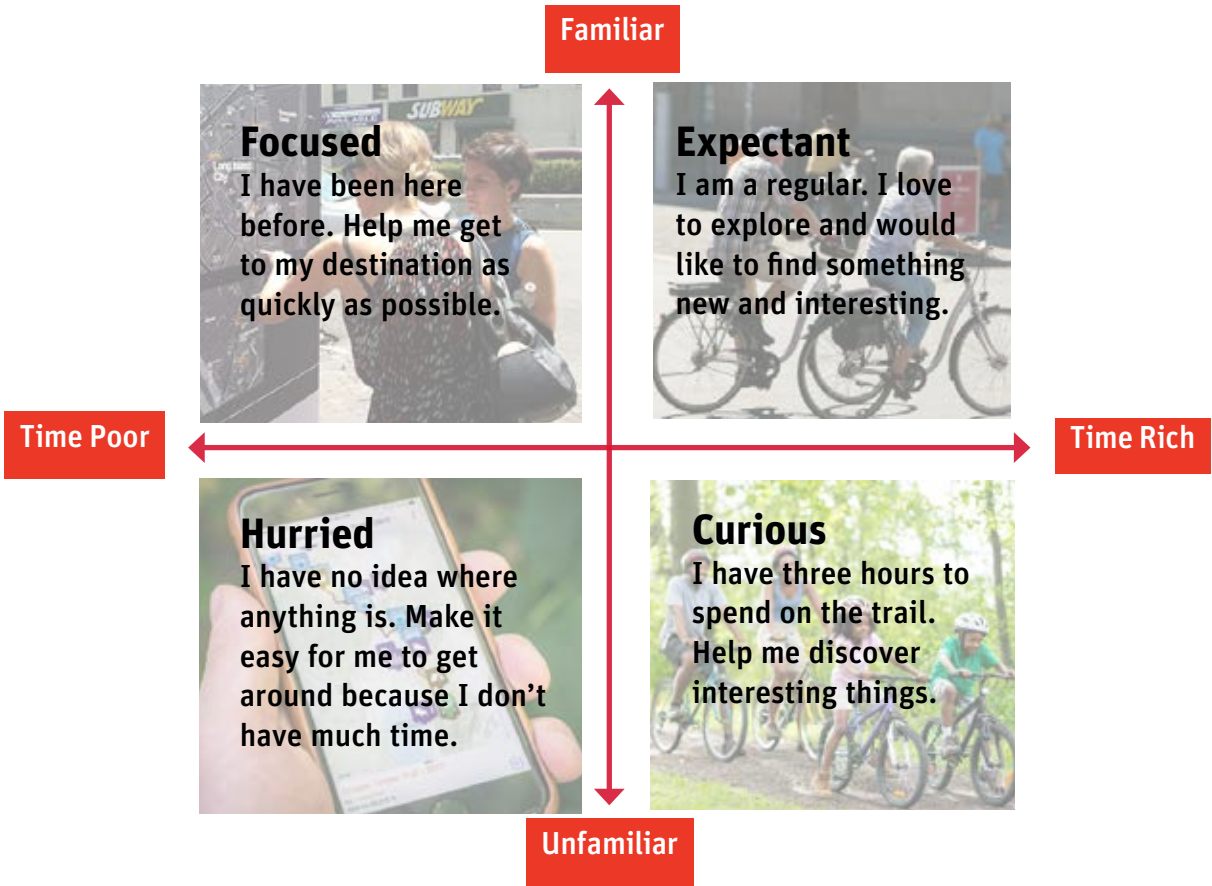 Familiar
SUBWAY
Focused
I have been here
before. Help me get
to my destination as
quickly as possible.
Expectant
I am a regular. I love
to explore and would
like to find something
new and interesting.
Time Poor
Time Rich
Hurried
I have no idea where
anything is. Make it
easy for me to get
around because I don’t
have much time.
Curious
I have three hours to
spend on the trail.
Help me discover
interesting things.
Unfamiliar